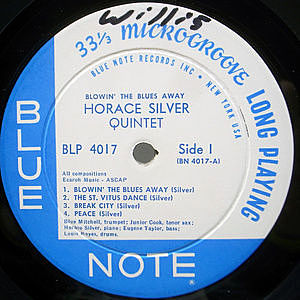 Willis
33 1/3 MICROGROOVE LONG PLAYING
BLUE NOTE RECORDS INC • NEW YORK USA
BLOWIN' THE BLUES AWAY
HORACE SILVER
QUINTET
BLP 4017 Side I
(BN 4017-A)
All compositions
Ecaroh Music - ASCAP
1. BLOWIN' THE BLUES AWAY (Silver)
2. THE ST. VITUS DANCE (Silver)
3. BREAK CITY (Silver)
4. PEACE (Silver)
Blue Mitchell, trumpet; Junior Cook, tenor sax;
Horace Silver, piano; Eugene Taylor, bass;
Louis Hayes, drums.
BLUE
NOTE®